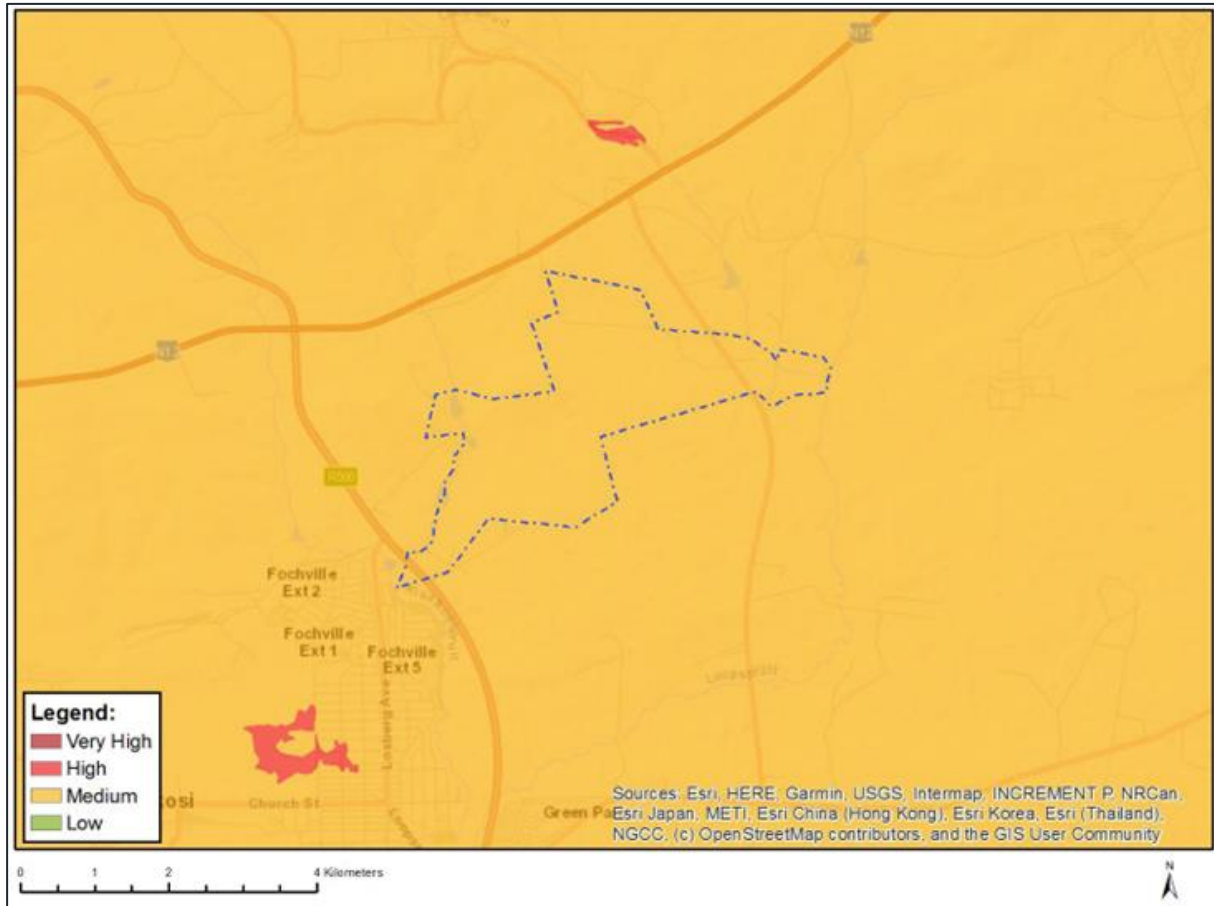 N12
N12
R500
Fochville
Ext 2
Fochville
Ext 1
Fochville
Ext 5
Losberg Ave
Church St
Legend:
Very High
High
Medium
Low
Sources: Esri, HERE, Garmin, USGS, Intermap, INCREMENT P, NRCan,
Esri Japan, METI, Esri China (Hong Kong), Esri Korea, Esri (Thailand),
NGCC, (c) OpenStreetMap contributors, and the GIS User Community
0 1 2 4 Kilometers
N